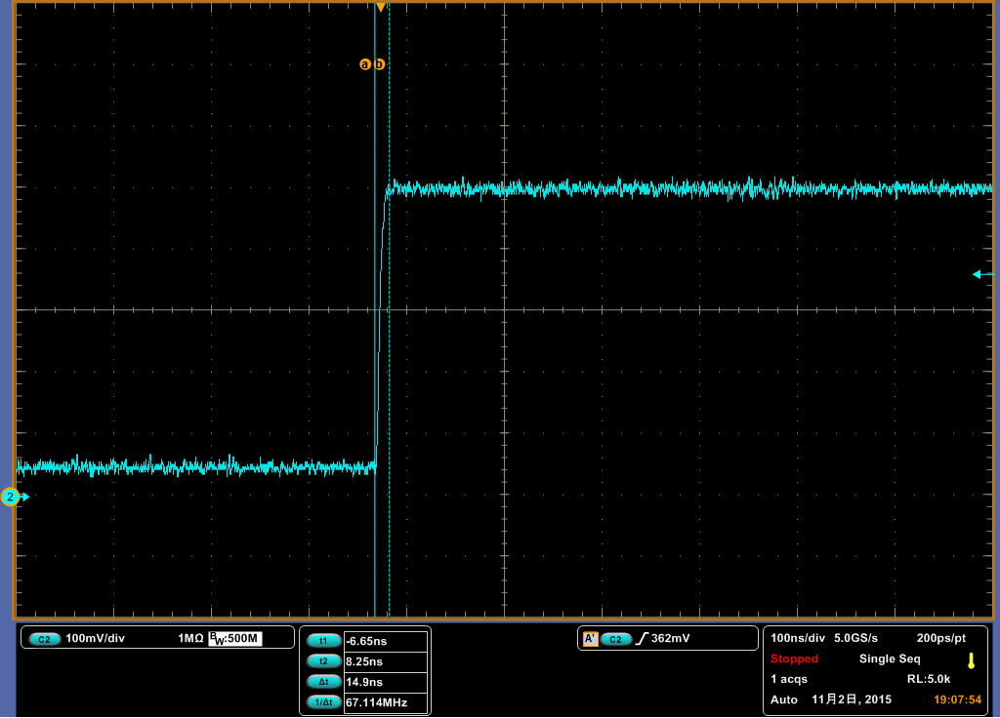 a b
2
C2 100mV/div 1MΩ BW:500M
t1 -6.65ns
t2 8.25ns
Δt 14.9ns
1/Δt 67.114MHz
A' C2 362mV
100ns/div 5.0GS/s 200ps/pt
Stopped Single Seq
1 acqs RL:5.0k
Auto 11月2日, 2015 19:07:54